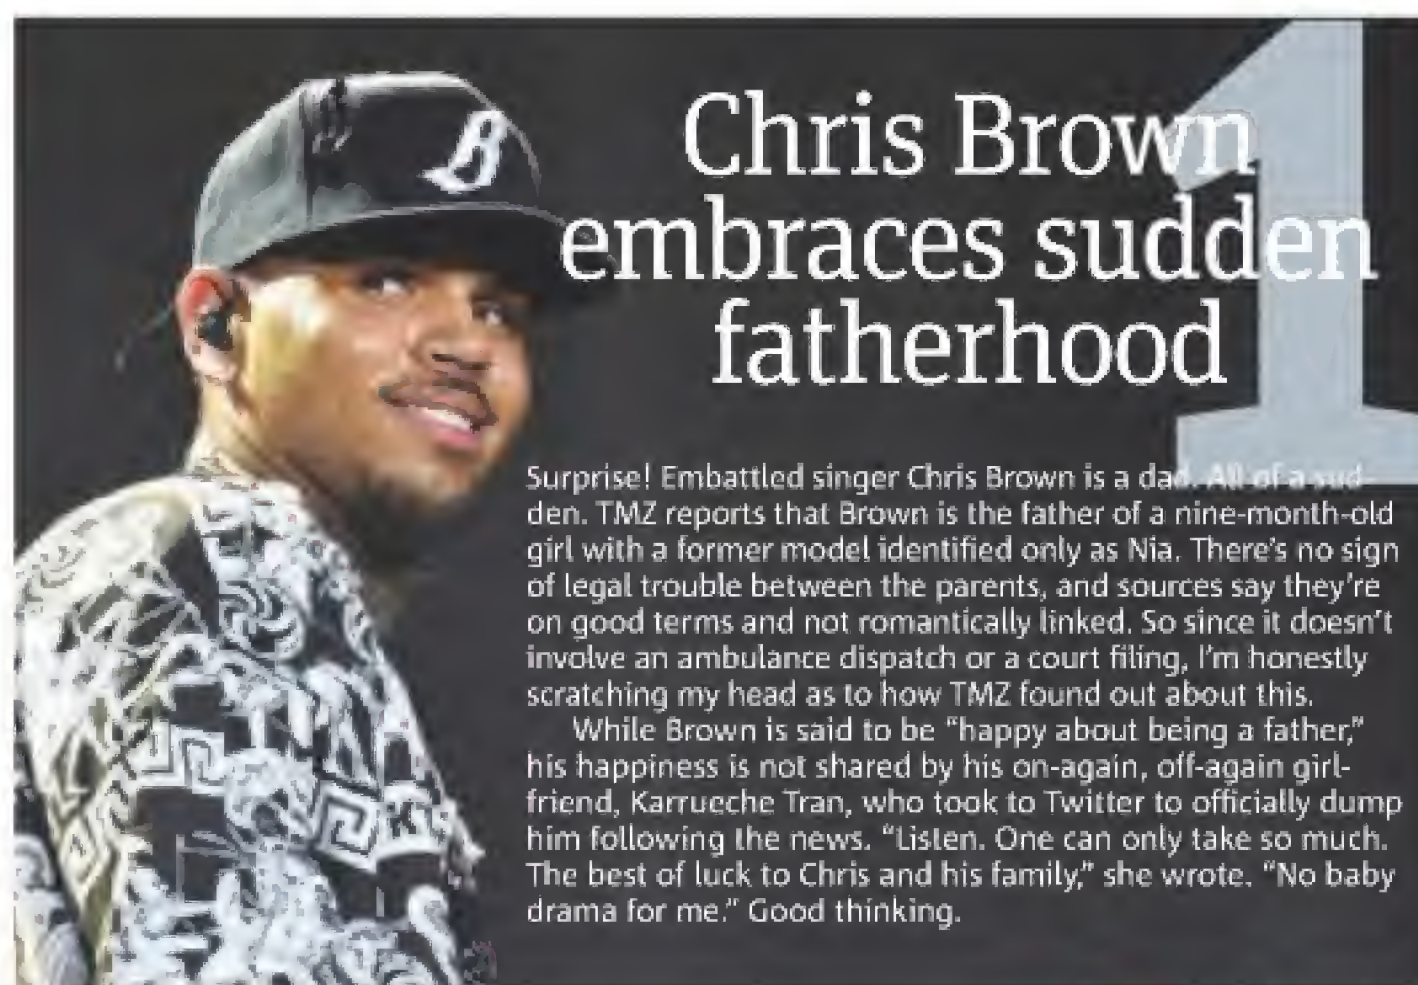 1
Chris Brown
embraces sudden
fatherhood
B
Surprise! Embattled singer Chris Brown is a dad. All of a sud-
den. TMZ reports that Brown is the father of a nine-month-old
girl with a former model identified only as Nia. There's no sign
of legal trouble between the parents, and sources say they're
on good terms and not romantically linked. So since it doesn't
involve an ambulance dispatch or a court filing, I'm honestly
scratching my head as to how TMZ found out about this.
While Brown is said to be “happy about being a father,”
his happiness is not shared by his on-again, off-again girl-
friend, Karrueche Tran, who took to Twitter to officially dump
him following the news. “Listen. One can only take so much.
The best of luck to Chris and his family,” she wrote. “No baby
drama for me.” Good thinking.